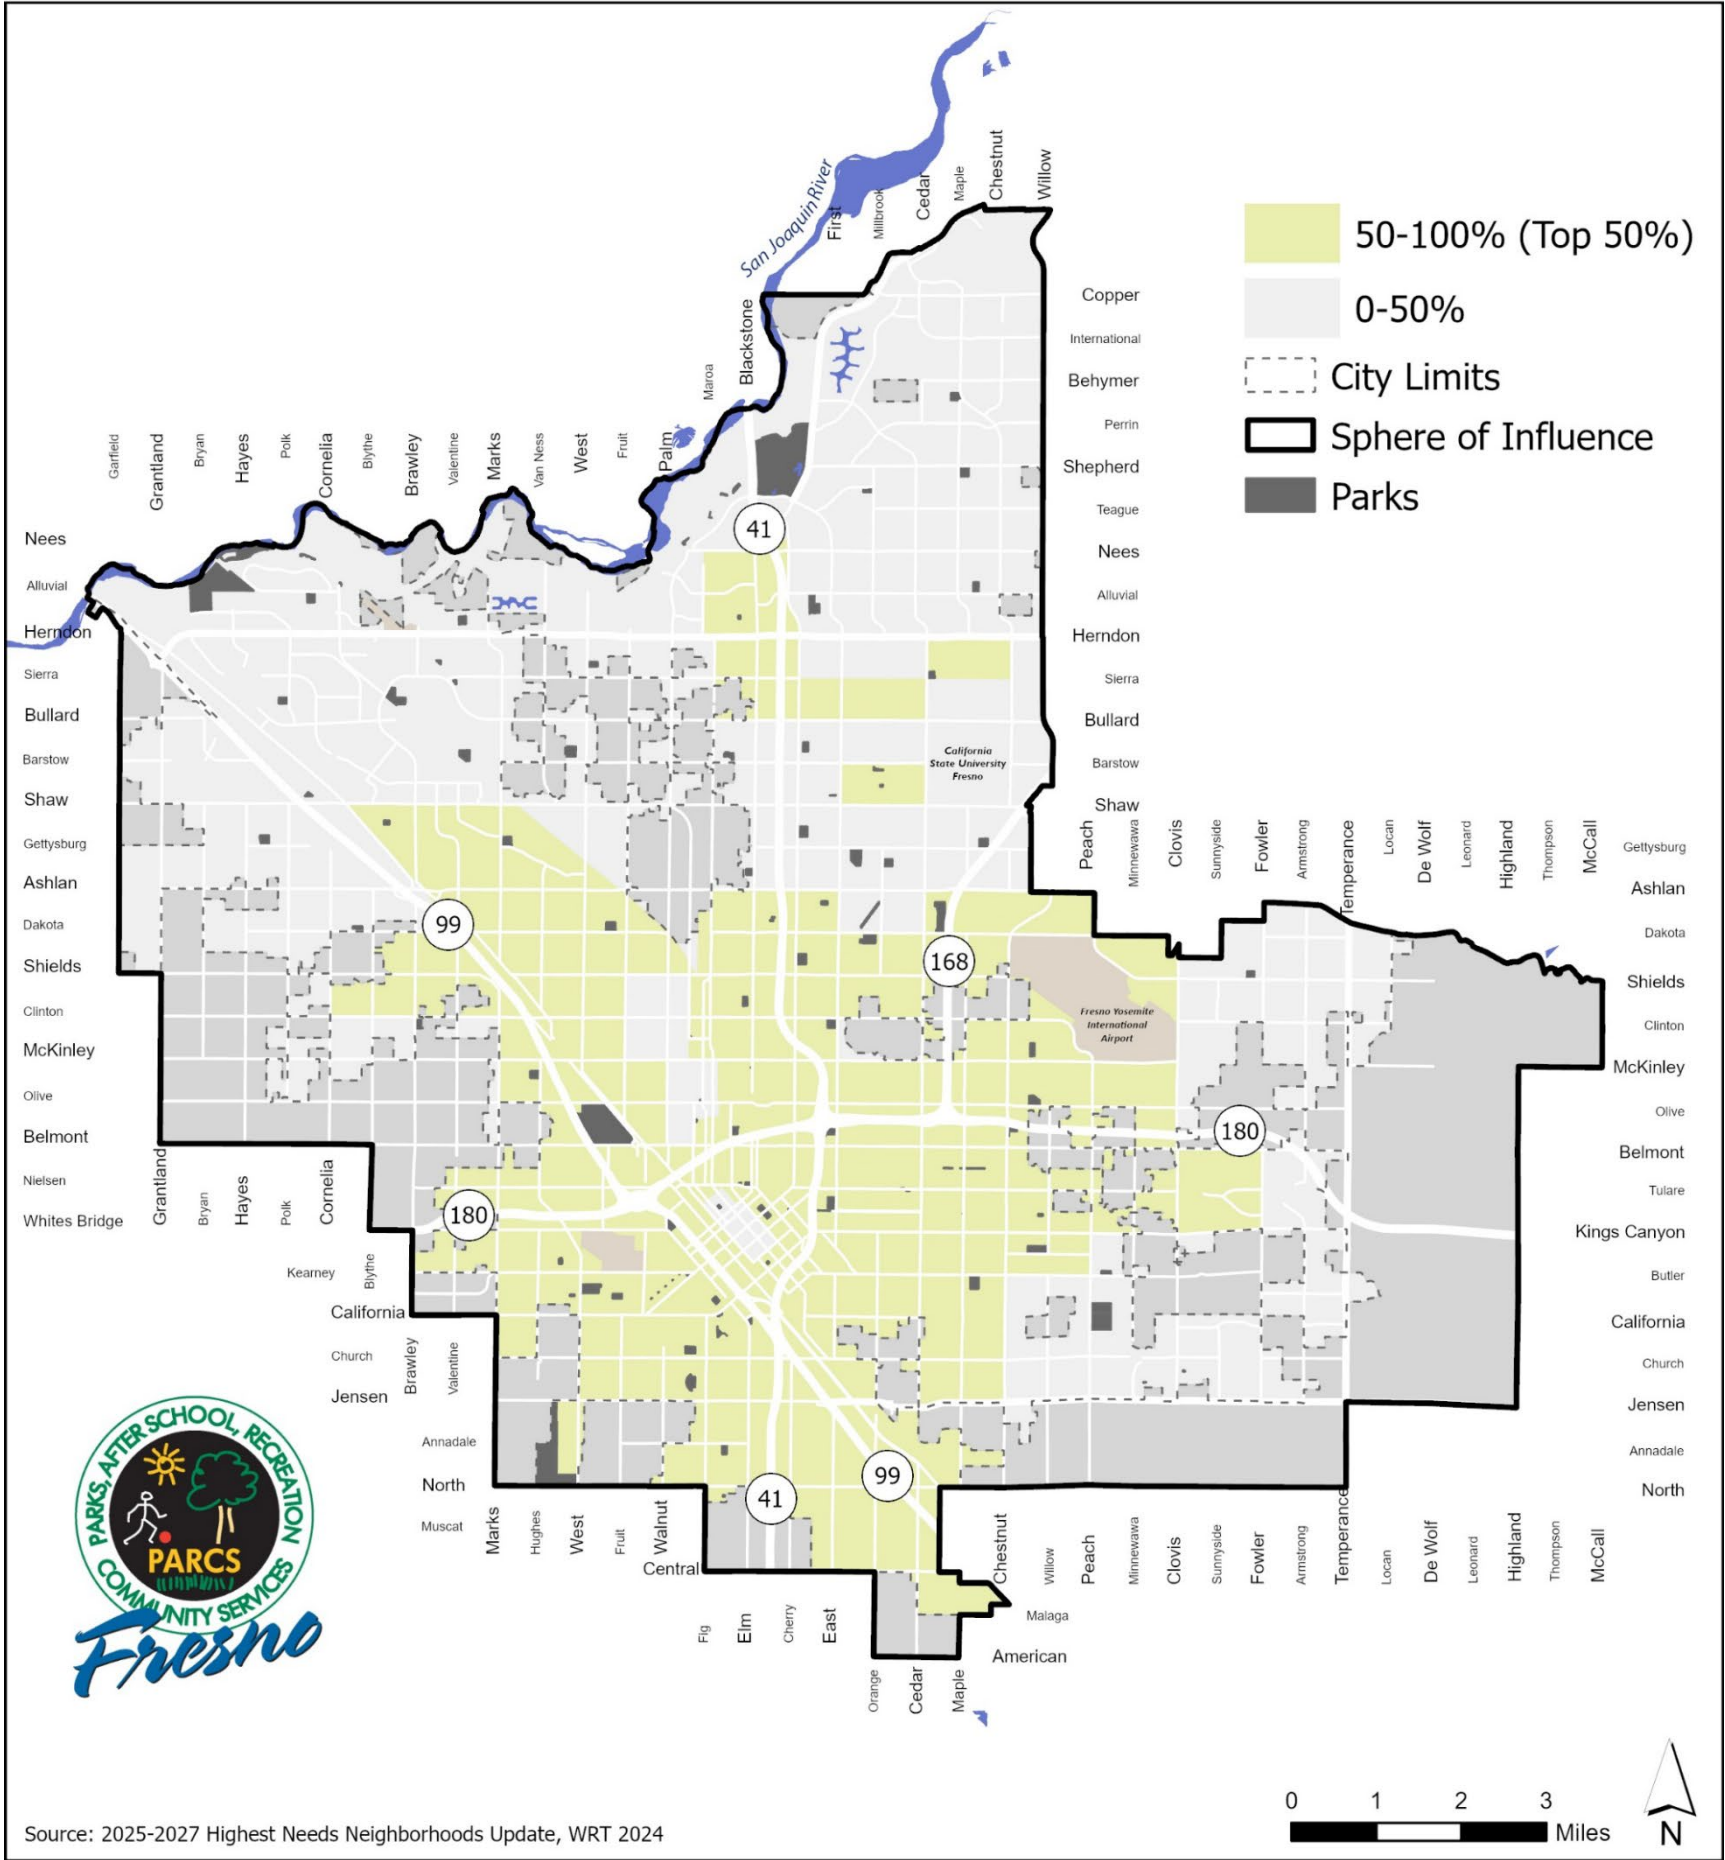 Chestnut
Willow
Maple
Cedar
Millbrook
First
San Joaquin River
50-100% (Top 50%)
0-50%
City Limits
Sphere of Influence
Parks
Copper
International
Behymer
Perrin
Shepherd
Teague
Nees
Alluvial
Herndon
Sierra
Bullard
Barstow
Shaw
Blackstone
Maroa
Garfield
Grantland
Bryan
Hayes
Polk
Cornelia
Blythe
Brawley
Valentine
Marks
Van Ness
West
Fruit
Palm
41
Nees
Alluvial
Herndon
Sierra
Bullard
Barstow
Shaw
Gettysburg
Ashlan
Dakota
Shields
Clinton
McKinley
Olive
Belmont
Nielsen
Whites Bridge
California
State University
Fresno
Peach
Minnewawa
Clovis
Sunnyside
Fowler
Armstrong
Temperance
Locan
De Wolf
Leonard
Highland
Thompson
McCall
Gettysburg
Ashlan
Dakota
Shields
Clinton
McKinley
Olive
Belmont
Tulare
Kings Canyon
Butler
California
Church
Jensen
Annadale
North
99
168
Fresno Yosemite
International
Airport
180
180
Grantland
Bryan
Hayes
Polk
Cornelia
Kearney
Blythe
California
Church
Jensen
Brawley
Valentine
Annadale
North
Muscat
99
41
Marks
Hughes
West
Fruit
Walnut
Central
Chestnut
Willow
Peach
Minnewawa
Clovis
Sunnyside
Fowler
Armstrong
Temperance
Locan
De Wolf
Leonard
Highland
Thompson
McCall
Fig
Elm
Cherry
East
Malaga
American
Orange
Cedar
Maple
PARKS, AFTER SCHOOL, RECREATION
PARCS
COMMUNITY SERVICES
Fresno
0 1 2 3
Miles
N
Source: 2025-2027 Highest Needs Neighborhoods Update, WRT 2024